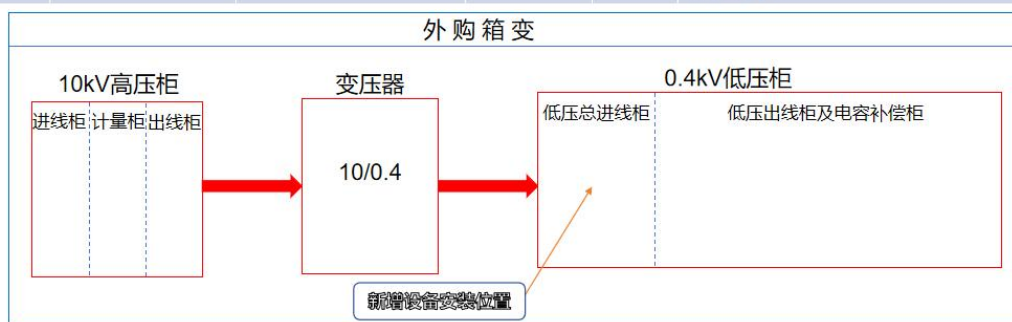 外购箱变
10kV高压柜
变压器
0.4kV低压柜
进线柜 计量柜 出线柜
低压总进线柜
低压出线柜及电容补偿柜
10/0.4
新增设备安装位置